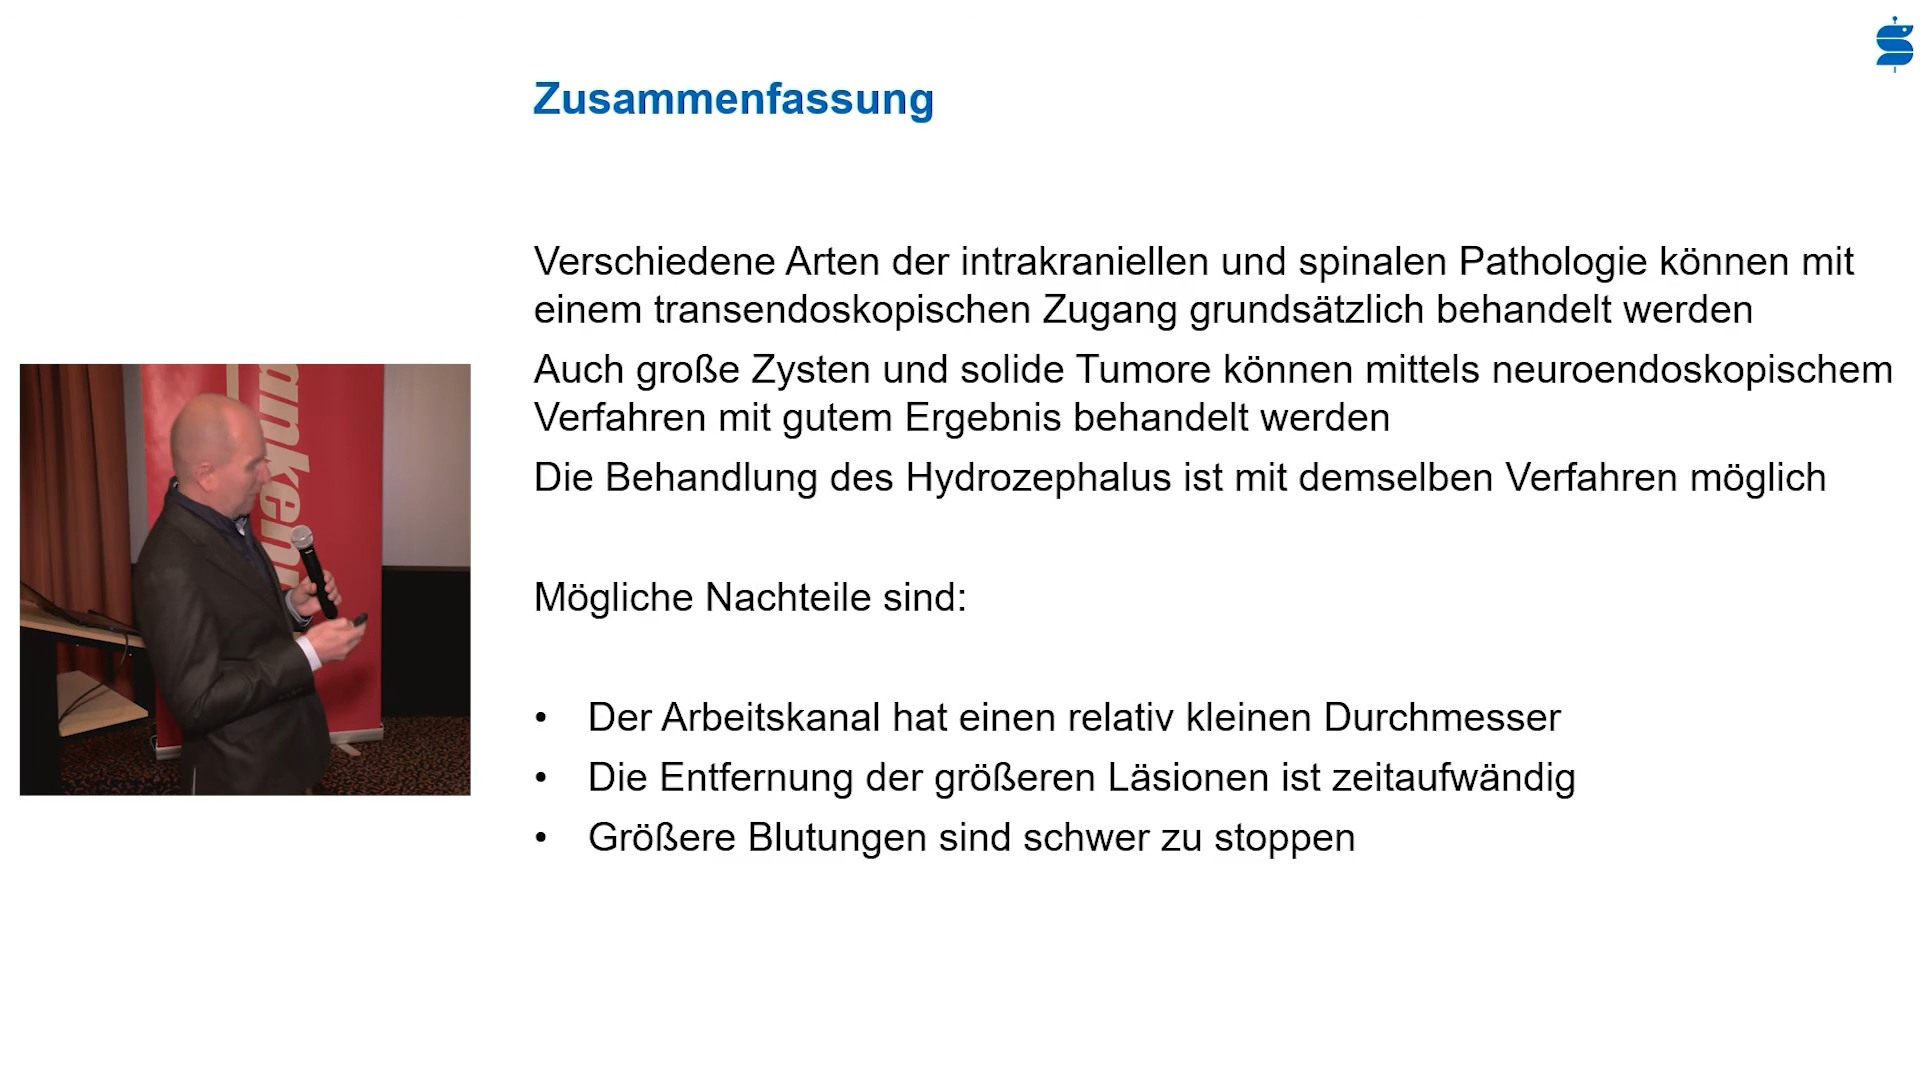 Zusammenfassung
Verschiedene Arten der intrakraniellen und spinalen Pathologie können mit
einem transendoskopischen Zugang grundsätzlich behandelt werden
Auch große Zysten und solide Tumore können mittels neuroendoskopischem
Verfahren mit gutem Ergebnis behandelt werden
Die Behandlung des Hydrozephalus ist mit demselben Verfahren möglich
Mögliche Nachteile sind:
• Der Arbeitskanal hat einen relativ kleinen Durchmesser
• Die Entfernung der größeren Läsionen ist zeitaufwändig
• Größere Blutungen sind schwer zu stoppen